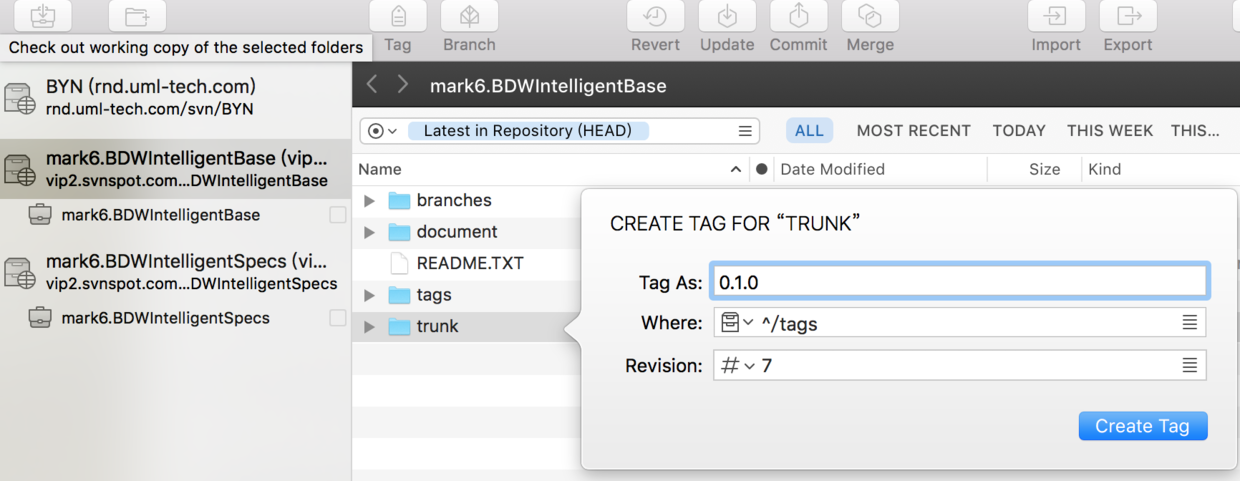 Tag
Branch
Revert
Update
Commit
Merge
Import
Export
Check out working copy of the selected folders
BYN (rnd.uml-tech.com)
rnd.uml-tech.com/svn/BYN
mark6.BDWIntelligentBase (vip...
vip2.svnspot.com...DWIntelligentBase
mark6.BDWIntelligentBase
mark6.BDWIntelligentSpecs (vi...
vip2.svnspot.com...DWIntelligentSpecs
mark6.BDWIntelligentSpecs
mark6.BDWIntelligentBase
Latest in Repository (HEAD)
ALL
MOST RECENT
TODAY
THIS WEEK
THIS...
Name
Date Modified
Size
Kind
branches
document
README.TXT
tags
trunk
CREATE TAG FOR “TRUNK”
Tag As: 0.1.0
Where: ^/tags
Revision: # 7
Create Tag